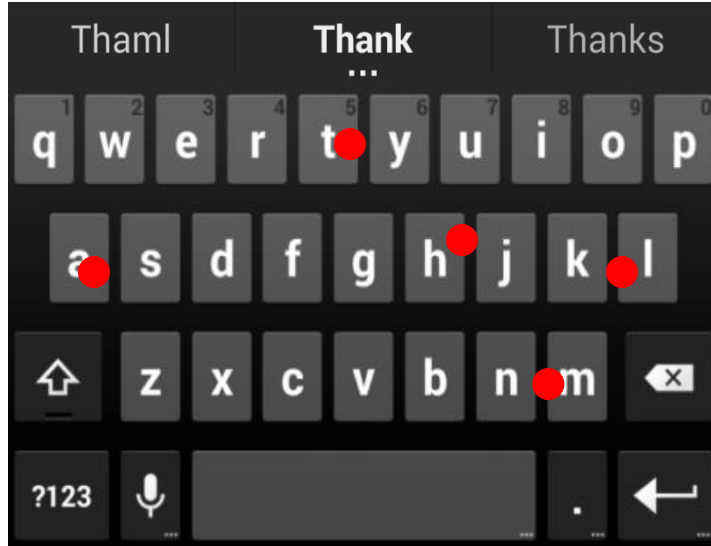 Thaml Thank Thanks
...
1 2 3 4 5 6 7 8 9 0
q w e r t y u i o p
a s d f g h j k l
z x c v b n m
?123 ... . ... ... ...